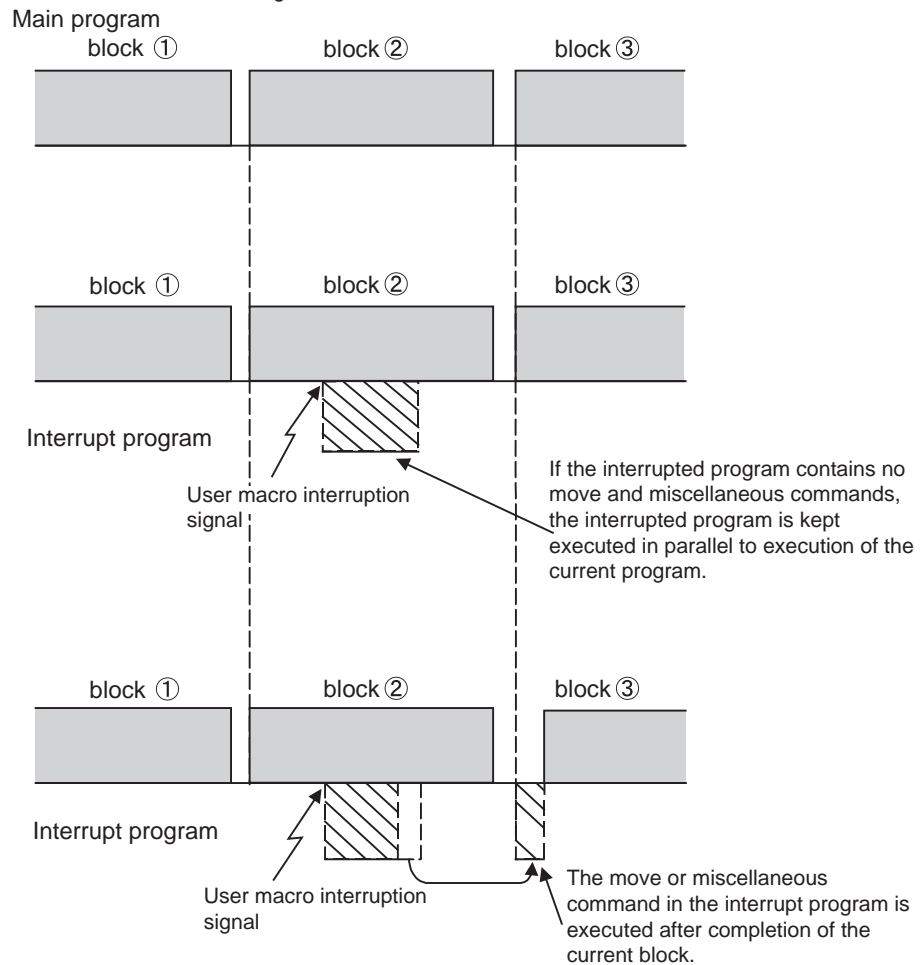 Main program
block ①
block ②
block ③
block ①
block ②
block ③
Interrupt program
User macro interruption
signal
If the interrupted program contains no
move and miscellaneous commands,
the interrupted program is kept
executed in parallel to execution of the
current program.
block ①
block ②
block ③
Interrupt program
User macro interruption
signal
The move or miscellaneous
command in the interrupt program is
executed after completion of the
current block.